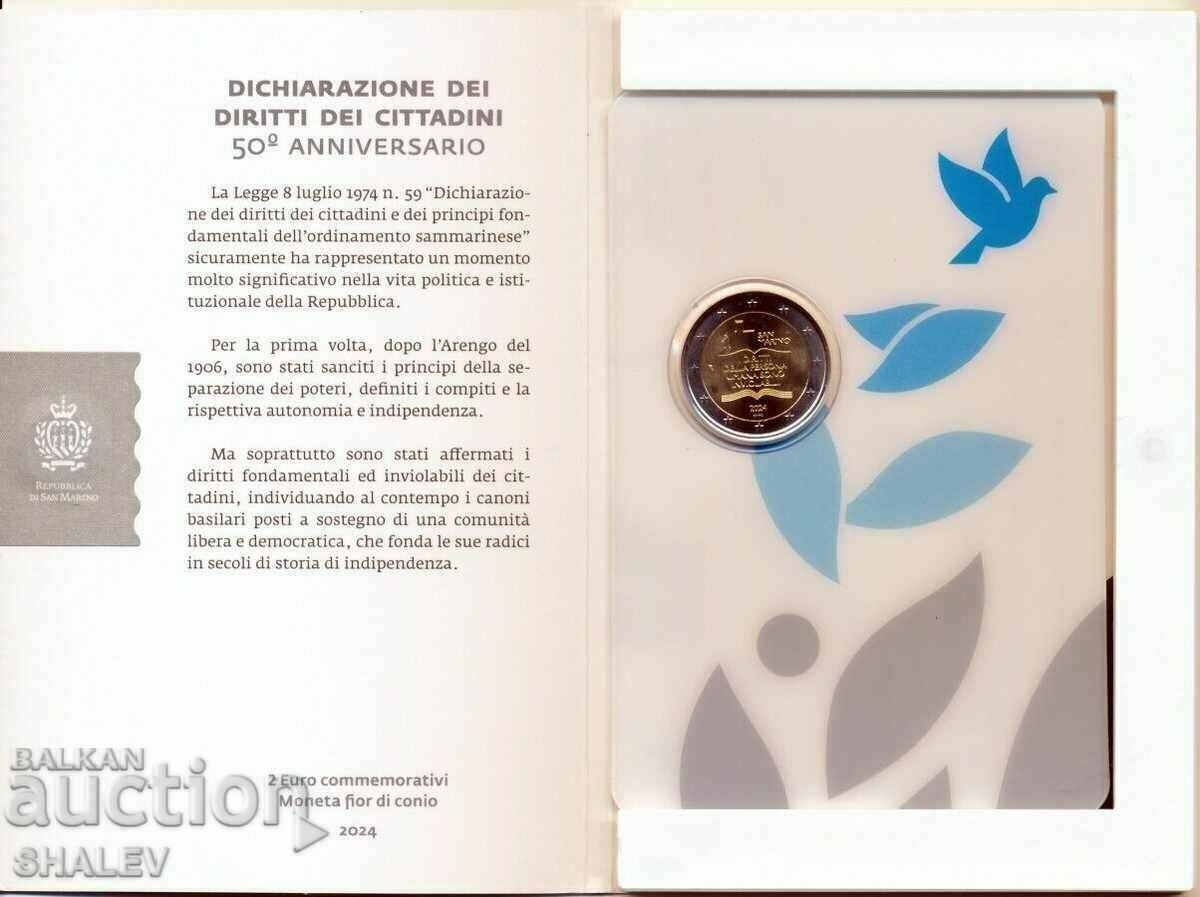 DICHIARAZIONE DEI
DIRITTI DEI CITTADINI
50º ANNIVERSARIO
La Legge 8 luglio 1974 n. 59 “Dichiarazio-
ne dei diritti dei cittadini e dei principi fon-
damentali dell’ordinamento sammarinese”
sicuramente ha rappresentato un momento
molto significativo nella vita politica e isti-
tuzionale della Repubblica.
Per la prima volta, dopo l’Arengo del
1906, sono stati sanciti i principi della se-
parazione dei poteri, definiti i compiti e la
rispettiva autonomia e indipendenza.
Ma soprattutto sono stati affermati i
diritti fondamentali ed inviolabili dei cit-
tadini, individuando al contempo i canoni
basilari posti a sostegno di una comunità
libera e democratica, che fonda le sue radici
in secoli di storia di indipendenza.
REPUBBLICA
DI SAN MARINO
2 Euro commemorativi
Moneta fior di conio
2024
BALKAN
auction
SHALEV
SAN
MARINO
DIRITTI
DELLA PERSONA
UMANA SONO
INVIOLABILI
2024